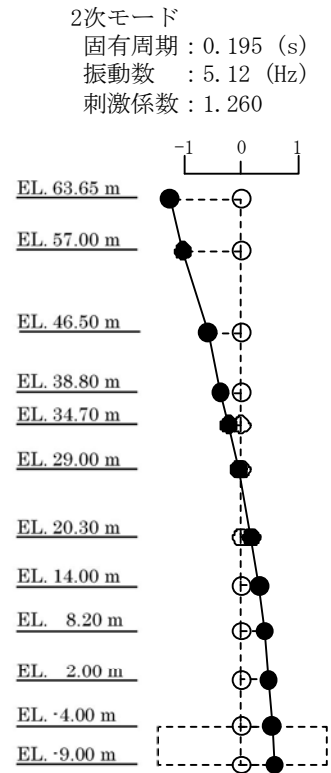 2次モード
固有周期：0.195 (s)
振動数　：5.12 (Hz)
刺激係数：1.260
−1 0 1
EL. 63.65 m
EL. 57.00 m
EL. 46.50 m
EL. 38.80 m
EL. 34.70 m
EL. 29.00 m
EL. 20.30 m
EL. 14.00 m
EL. 8.20 m
EL. 2.00 m
EL. -4.00 m
EL. -9.00 m